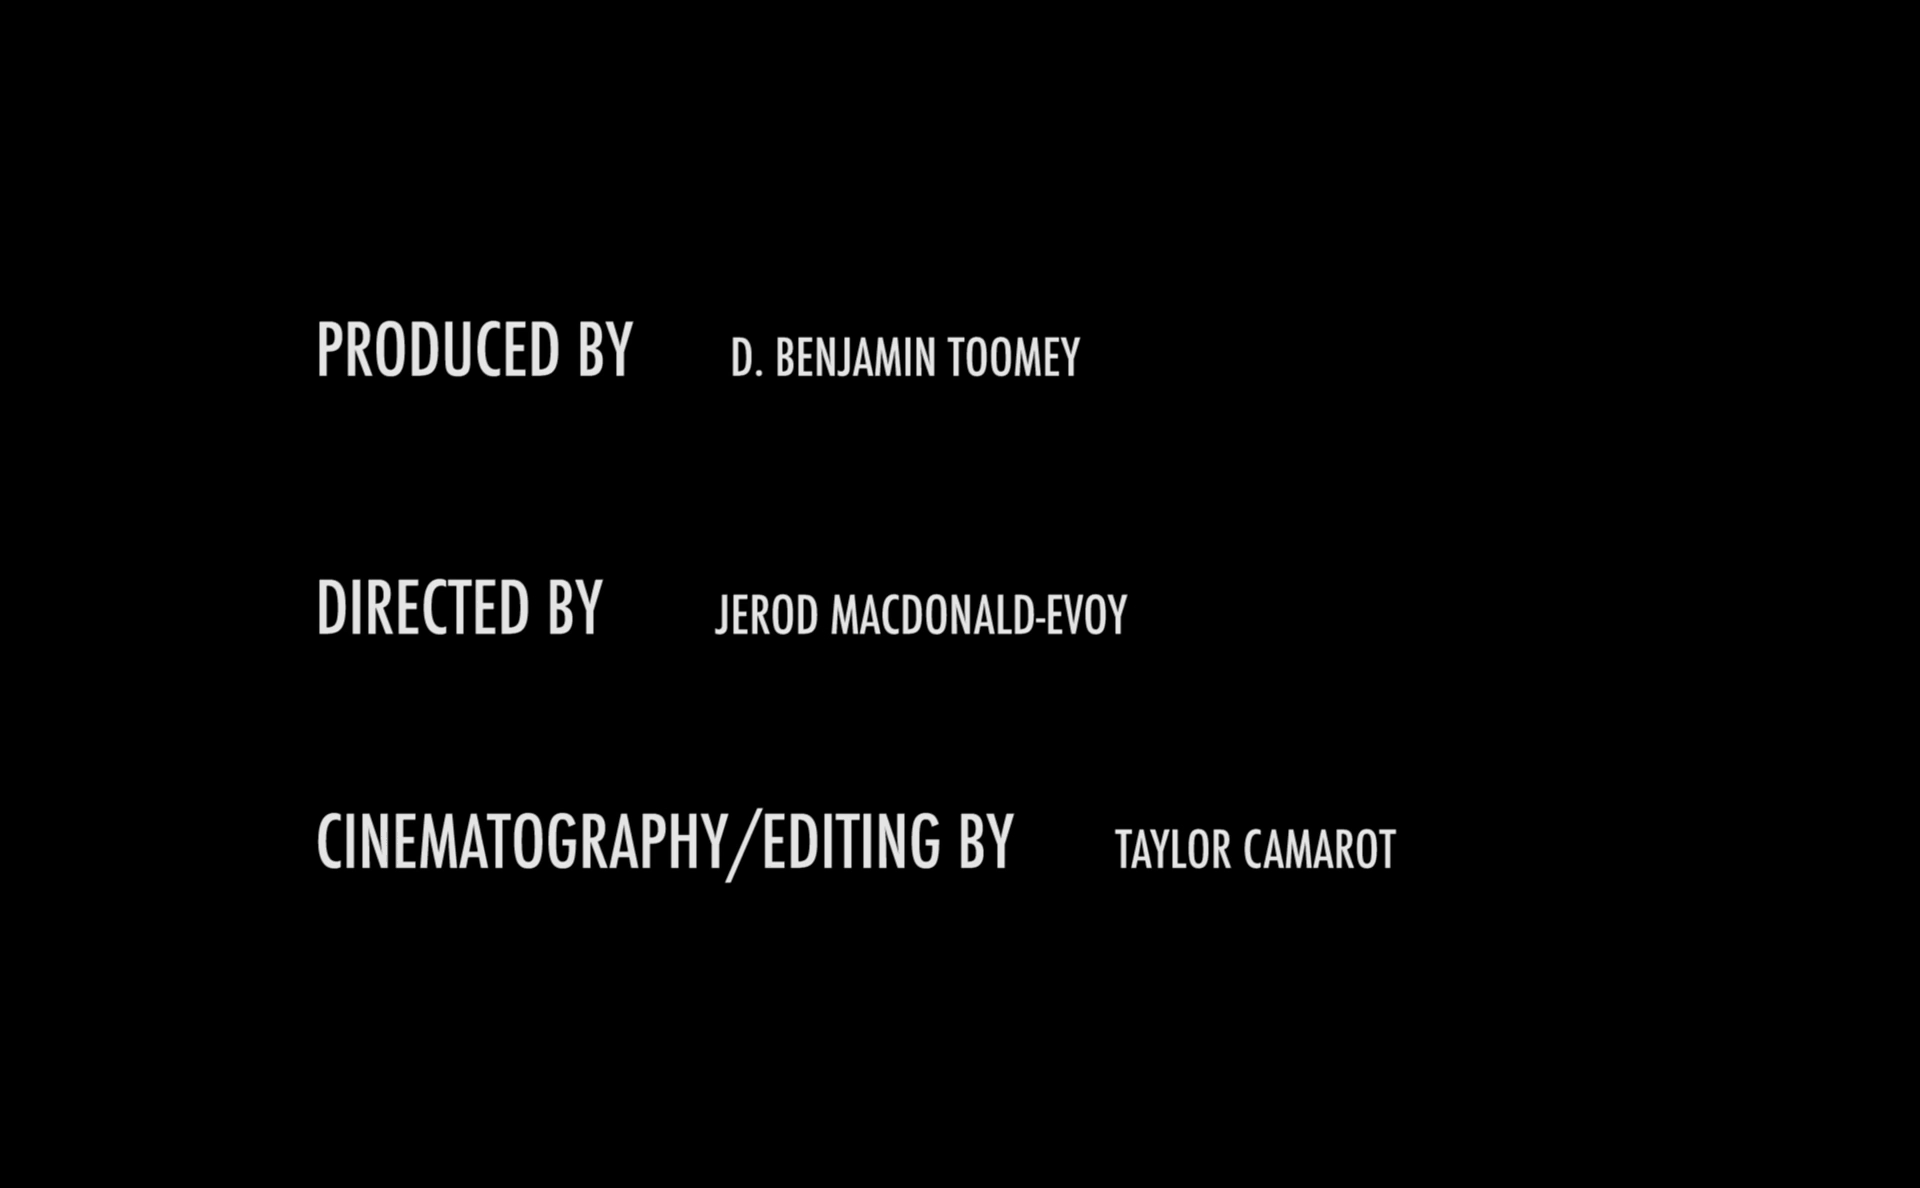 PRODUCED BY D. BENJAMIN TOOMEY
DIRECTED BY JEROD MACDONALD-EVOY
CINEMATOGRAPHY/EDITING BY TAYLOR CAMAROT